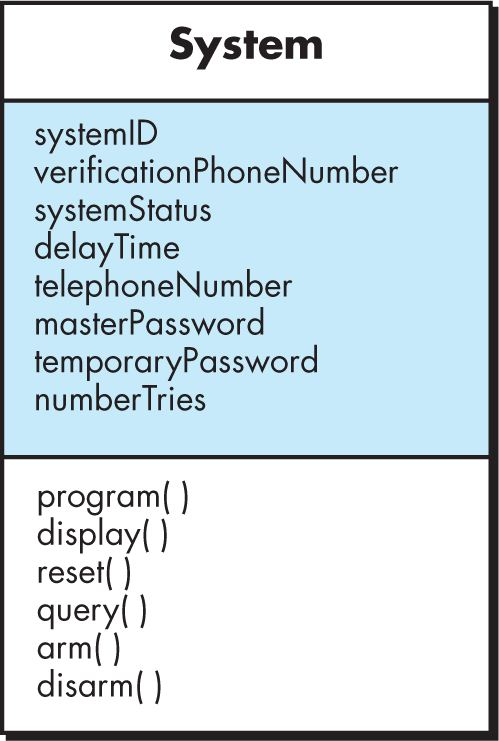 System
systemID
verificationPhoneNumber
systemStatus
delayTime
telephoneNumber
masterPassword
temporaryPassword
numberTries
program( )
display( )
reset( )
query( )
arm( )
disarm( )